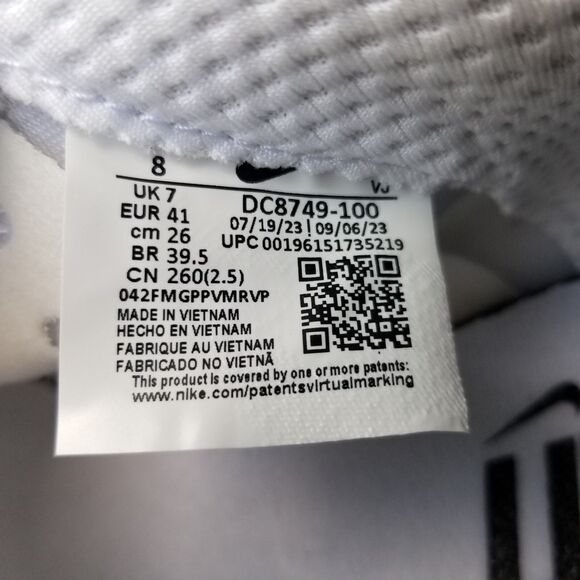 8 VJ
UK 7 DC8749-100
EUR 41 07/19/23 | 09/06/23
cm 26 UPC 00196151735219
BR 39.5
CN 260(2.5)
042FMGPPVMRVP
MADE IN VIETNAM
HECHO EN VIETNAM
FABRIQUE AU VIETNAM
FABRICADO NO VIETNÃ
This product is covered by one or more patents:
www.nike.com/patentsvirtualmarking